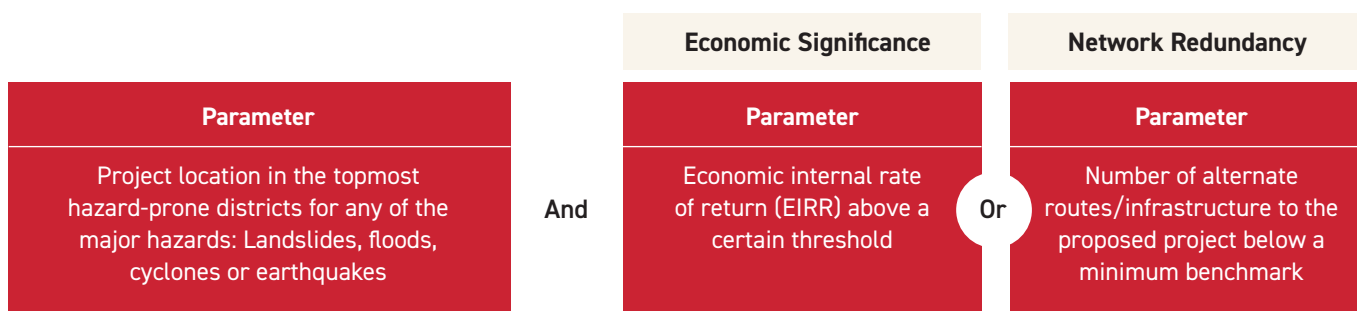 Economic Significance
Network Redundancy
Parameter
Project location in the topmost
hazard-prone districts for any of the
major hazards: Landslides, floods,
cyclones or earthquakes
And
Parameter
Economic internal rate
of return (EIRR) above a
certain threshold
Or
Parameter
Number of alternate
routes/infrastructure to the
proposed project below a
minimum benchmark